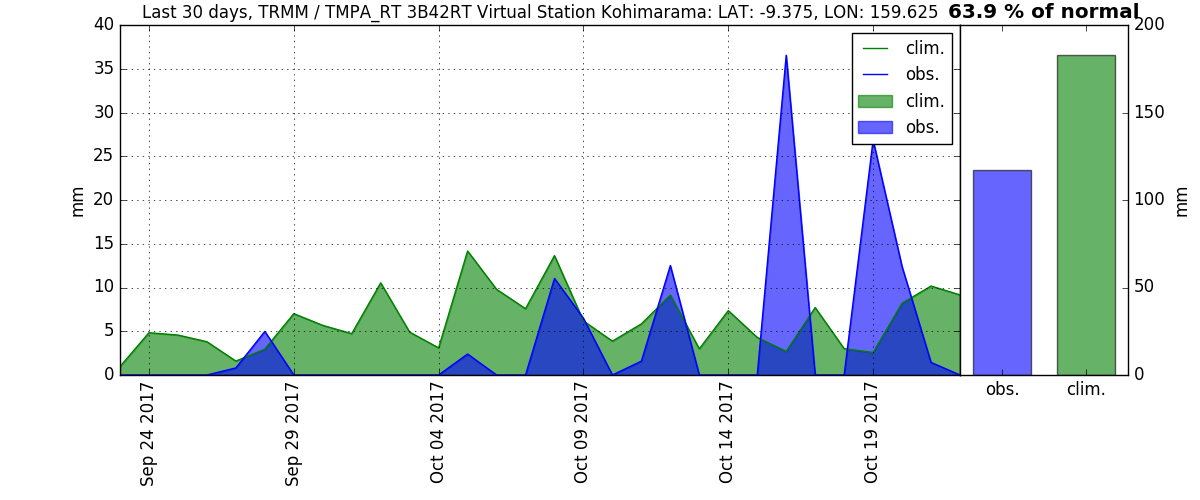 Last 30 days, TRMM / TMPA_RT 3B42RT Virtual Station Kohimarama: LAT: -9.375, LON: 159.625 63.9 % of normal
40
35
30
25
20
15
10
5
0
mm
clim.
obs.
clim.
obs.
200
150
100
50
0
mm
Sep 24 2017
Sep 29 2017
Oct 04 2017
Oct 09 2017
Oct 14 2017
Oct 19 2017
obs.
clim.